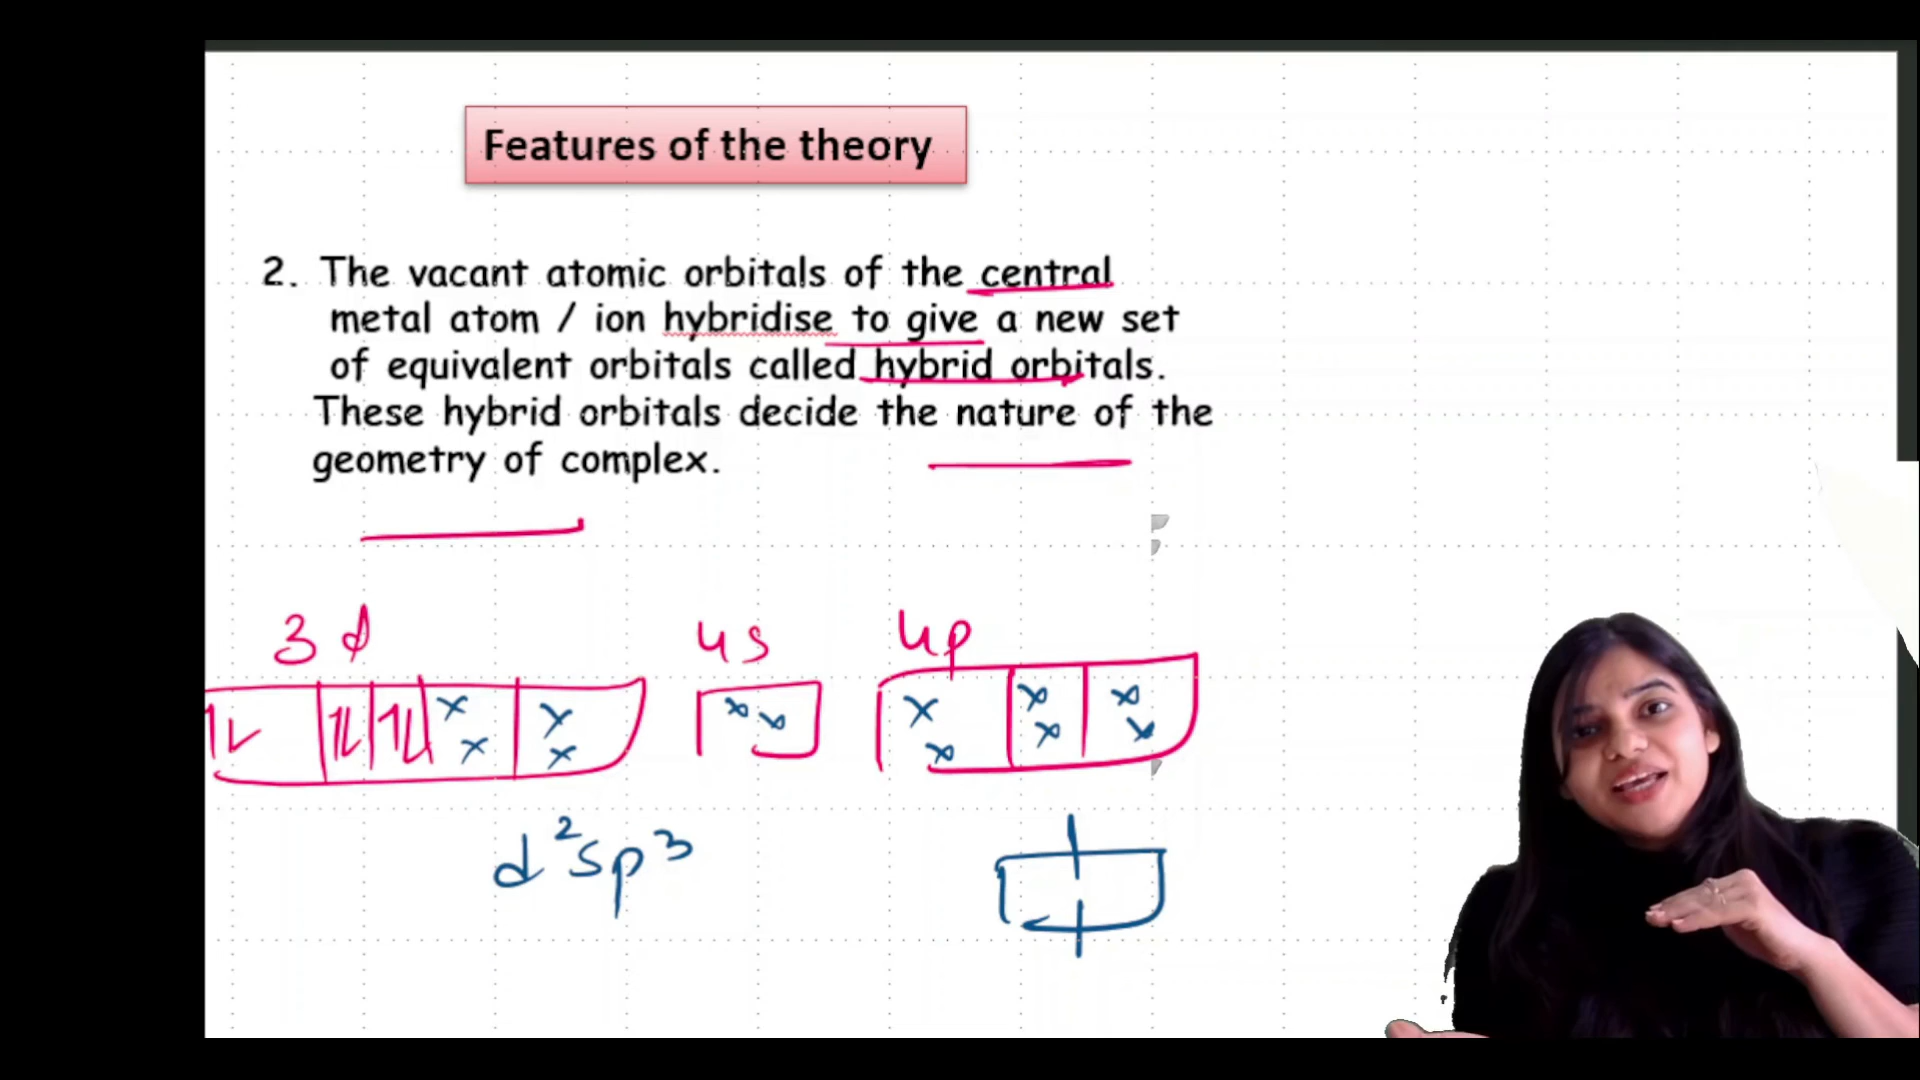 Features of the theory
2. The vacant atomic orbitals of the central
metal atom / ion hybridise to give a new set
of equivalent orbitals called hybrid orbitals.
These hybrid orbitals decide the nature of the
geometry of complex.
3d 4s 4p
d²sp³